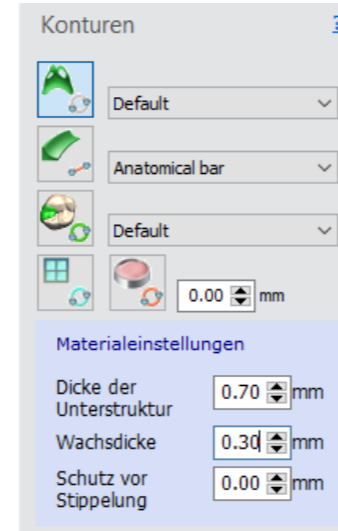 Konturen
?
Default
Anatomical bar
Default
0.00 mm
Materialeinstellungen
Dicke der
Unterstruktur
0.70 mm
Wachsdicke
0.30 mm
Schutz vor
Stippelung
0.00 mm